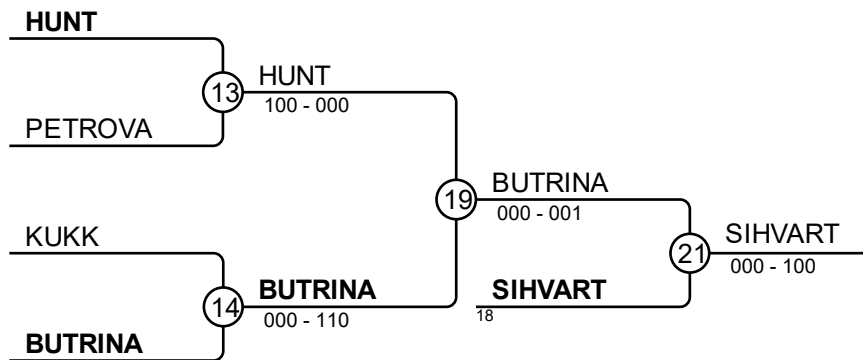 HUNT
13
HUNT
100 - 000
PETROVA
19
BUTRINA
000 - 001
KUKK
21
SIHVART
000 - 100
14
BUTRINA
000 - 110
SIHVART
18
BUTRINA